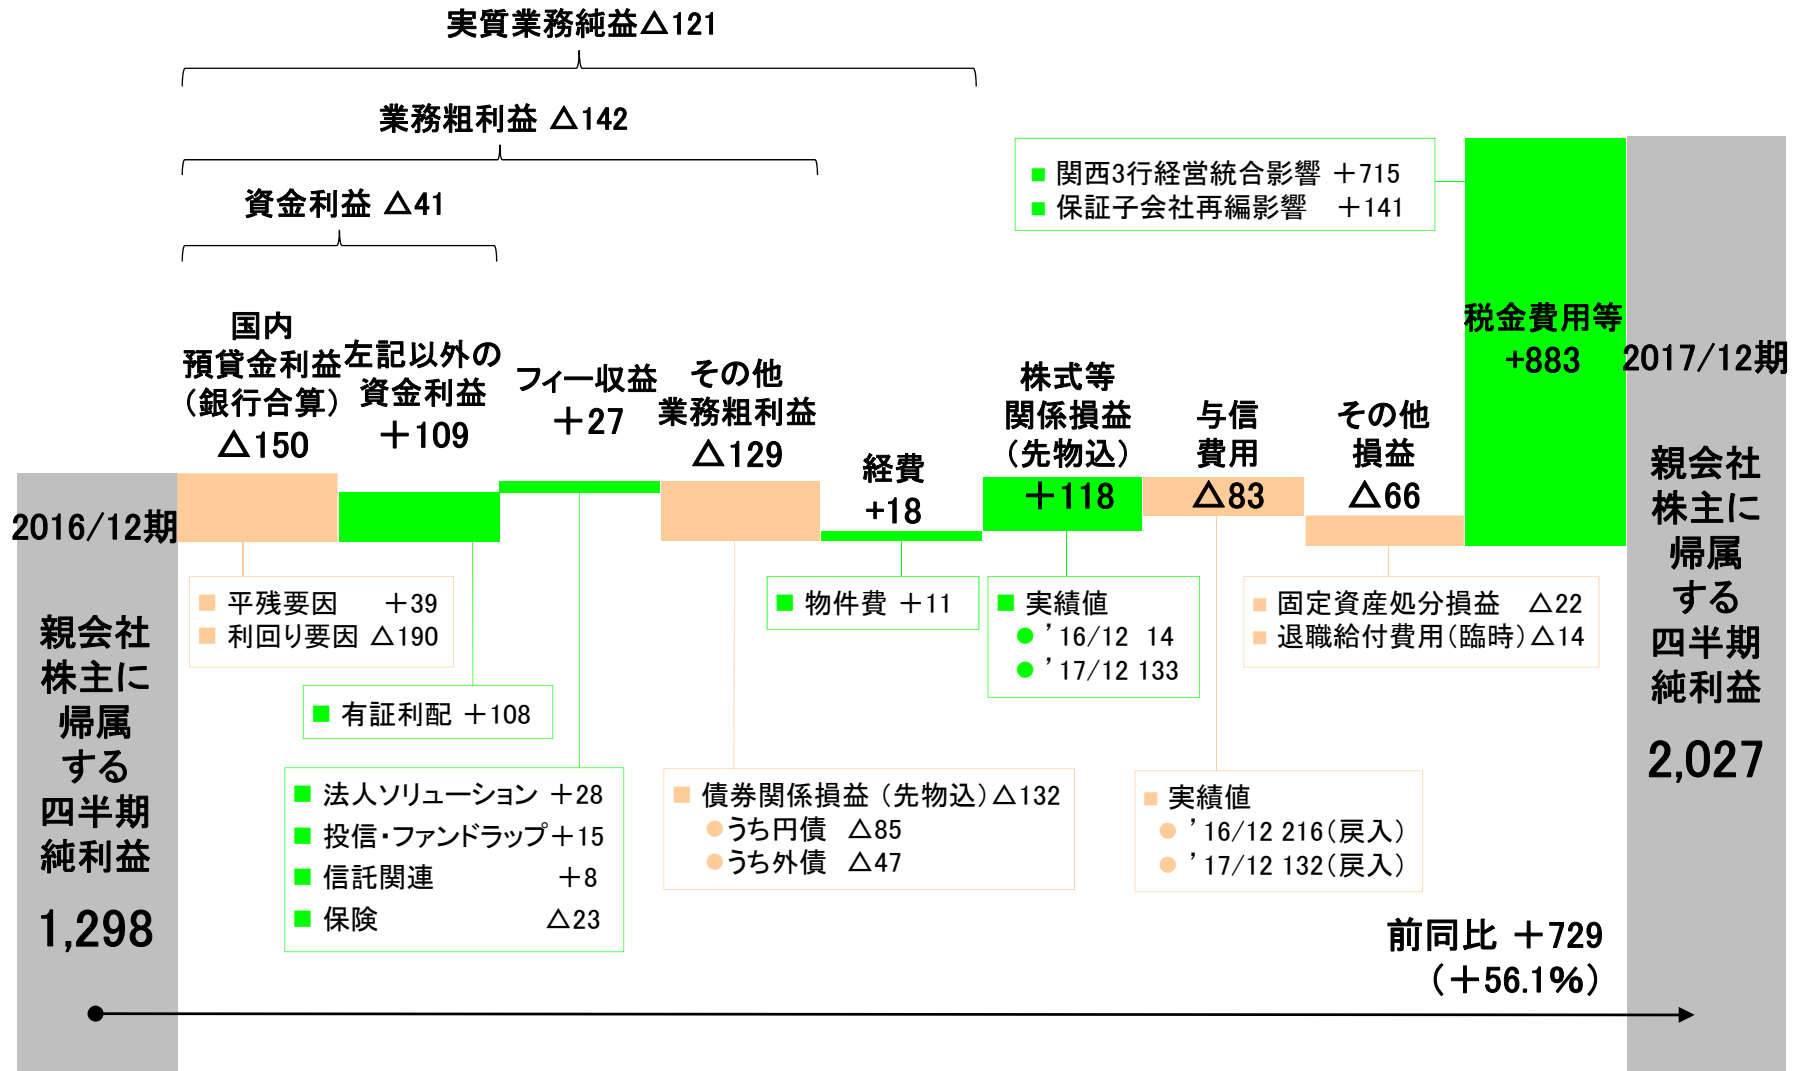 実質業務純益△121
業務粗利益 △142
資金利益 △41
国内
預貸金利益
（銀行合算）
△150
左記以外の
資金利益
＋109
フィー収益
＋27
その他
業務粗利益
△129
経費
+18
株式等
関係損益
（先物込）
＋118
与信
費用
△83
その他
損益
△66
税金費用等
+883
■ 関西3行経営統合影響 ＋715
■ 保証子会社再編影響 ＋141
2016/12期
親会社
株主に
帰属
する
四半期
純利益
1,298
■ 平残要因 ＋39
■ 利回り要因 △190
■ 有証利配 ＋108
■ 法人ソリューション ＋28
■ 投信・ファンドラップ＋15
■ 信託関連 ＋8
■ 保険 △23
■ 債券関係損益（先物込）△132
●うち円債 △85
●うち外債 △47
■ 物件費 ＋11
■ 実績値
● ’16/12 14
● ’17/12 133
■ 実績値
● ’16/12 216（戻入）
● ’17/12 132（戻入）
■ 固定資産処分損益 △22
■ 退職給付費用（臨時）△14
2017/12期
親会社
株主に
帰属
する
四半期
純利益
2,027
前同比 ＋729
（＋56.1％）